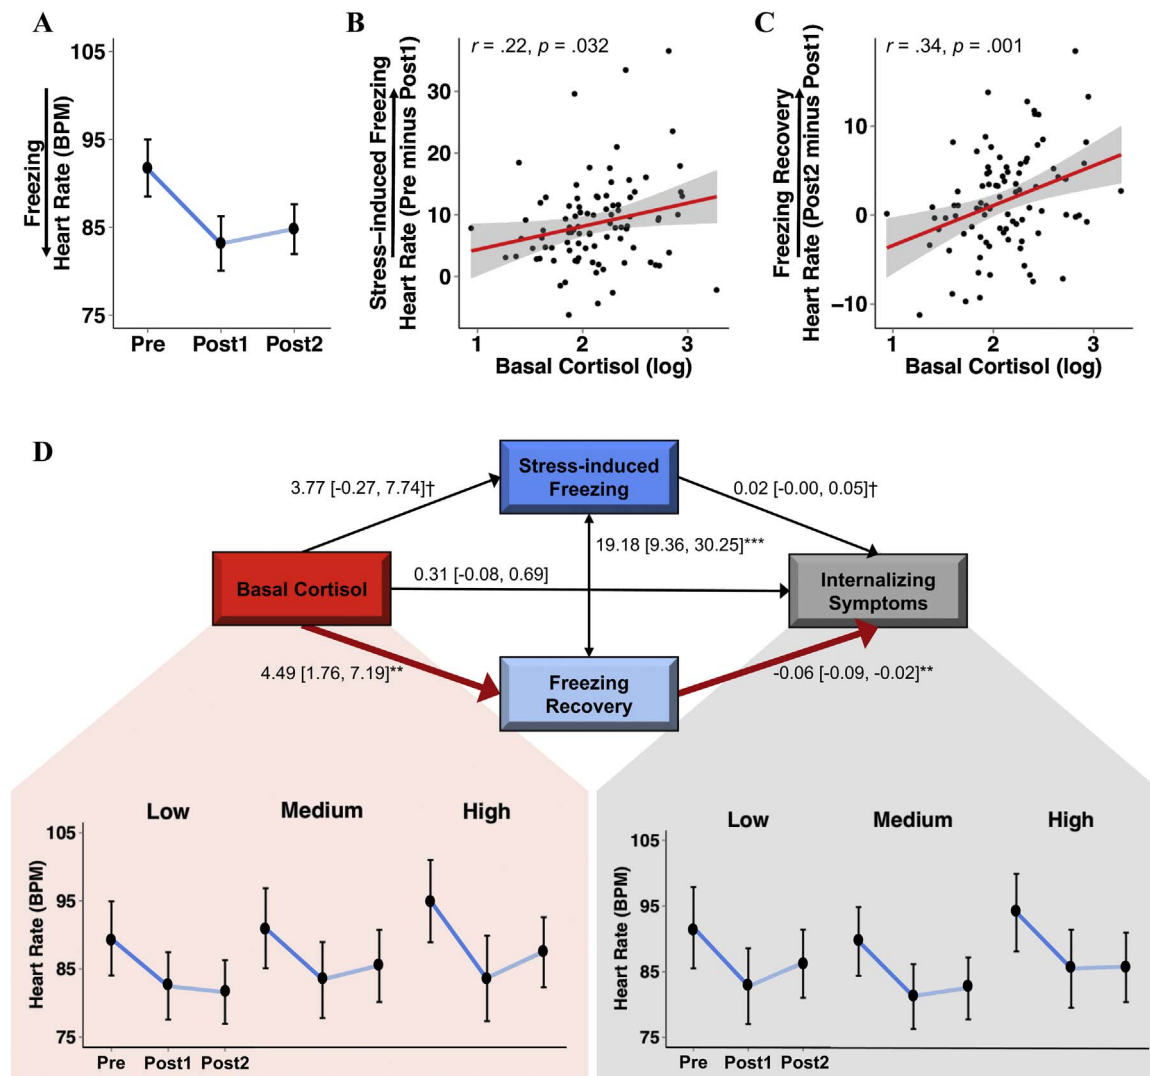 A
105
95
85
75
Freezing
Heart Rate (BPM)
Pre Post1 Post2
B
r = .22, p = .032
30
20
10
0
Stress−induced Freezing
Heart Rate (Pre minus Post1)
1 2 3
Basal Cortisol (log)
C
r = .34, p = .001
10
0
−10
Freezing Recovery
Heart Rate (Post2 minus Post1)
1 2 3
Basal Cortisol (log)
D
Stress-induced
Freezing
3.77 [-0.27, 7.74]†
0.02 [-0.00, 0.05]†
19.18 [9.36, 30.25]***
Basal Cortisol
0.31 [-0.08, 0.69]
Internalizing
Symptoms
4.49 [1.76, 7.19]**
-0.06 [-0.09, -0.02]**
Freezing
Recovery
Low Medium High
105
95
85
75
Heart Rate (BPM)
Pre Post1 Post2
Low Medium High
105
95
85
75
Heart Rate (BPM)
Pre Post1 Post2